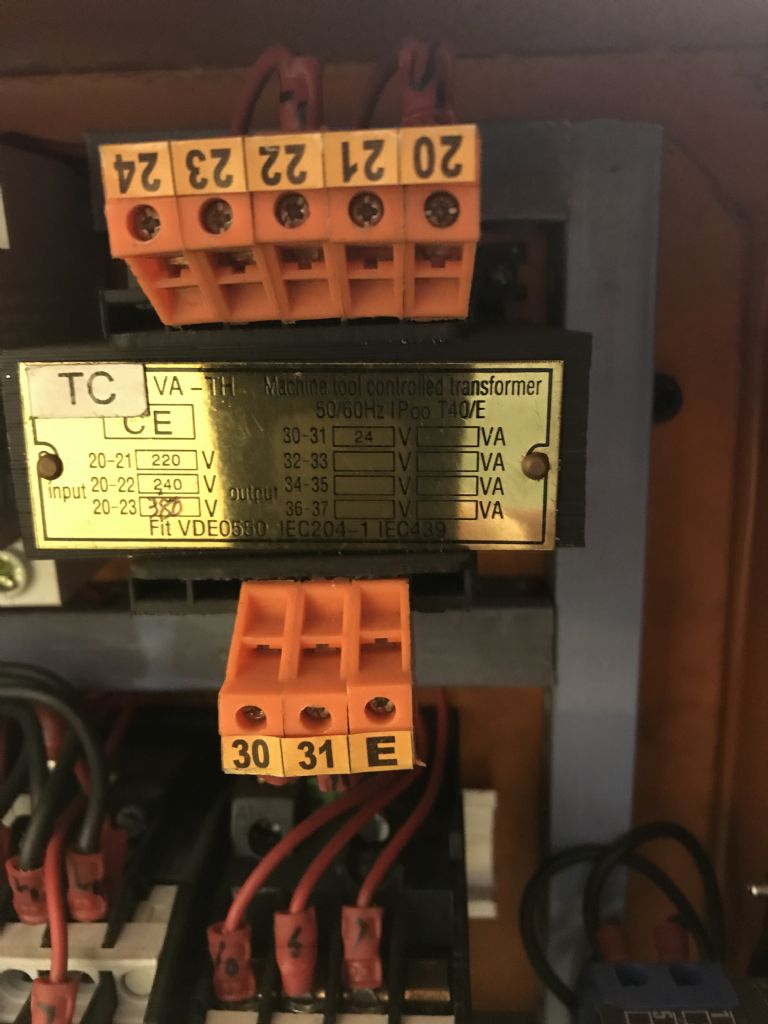 24 23 22 21 20
TC VA-TH Machine tool controlled transformer
CE 50/60Hz IP00 T40/E
30-31 24 V VA
20-21 220 V 32-33 V VA
input 20-22 240 V output 34-35 V VA
20-23 380 V 36-37 V VA
Fit VDE0550 IEC204-1 IEC439
30 31 E
A1